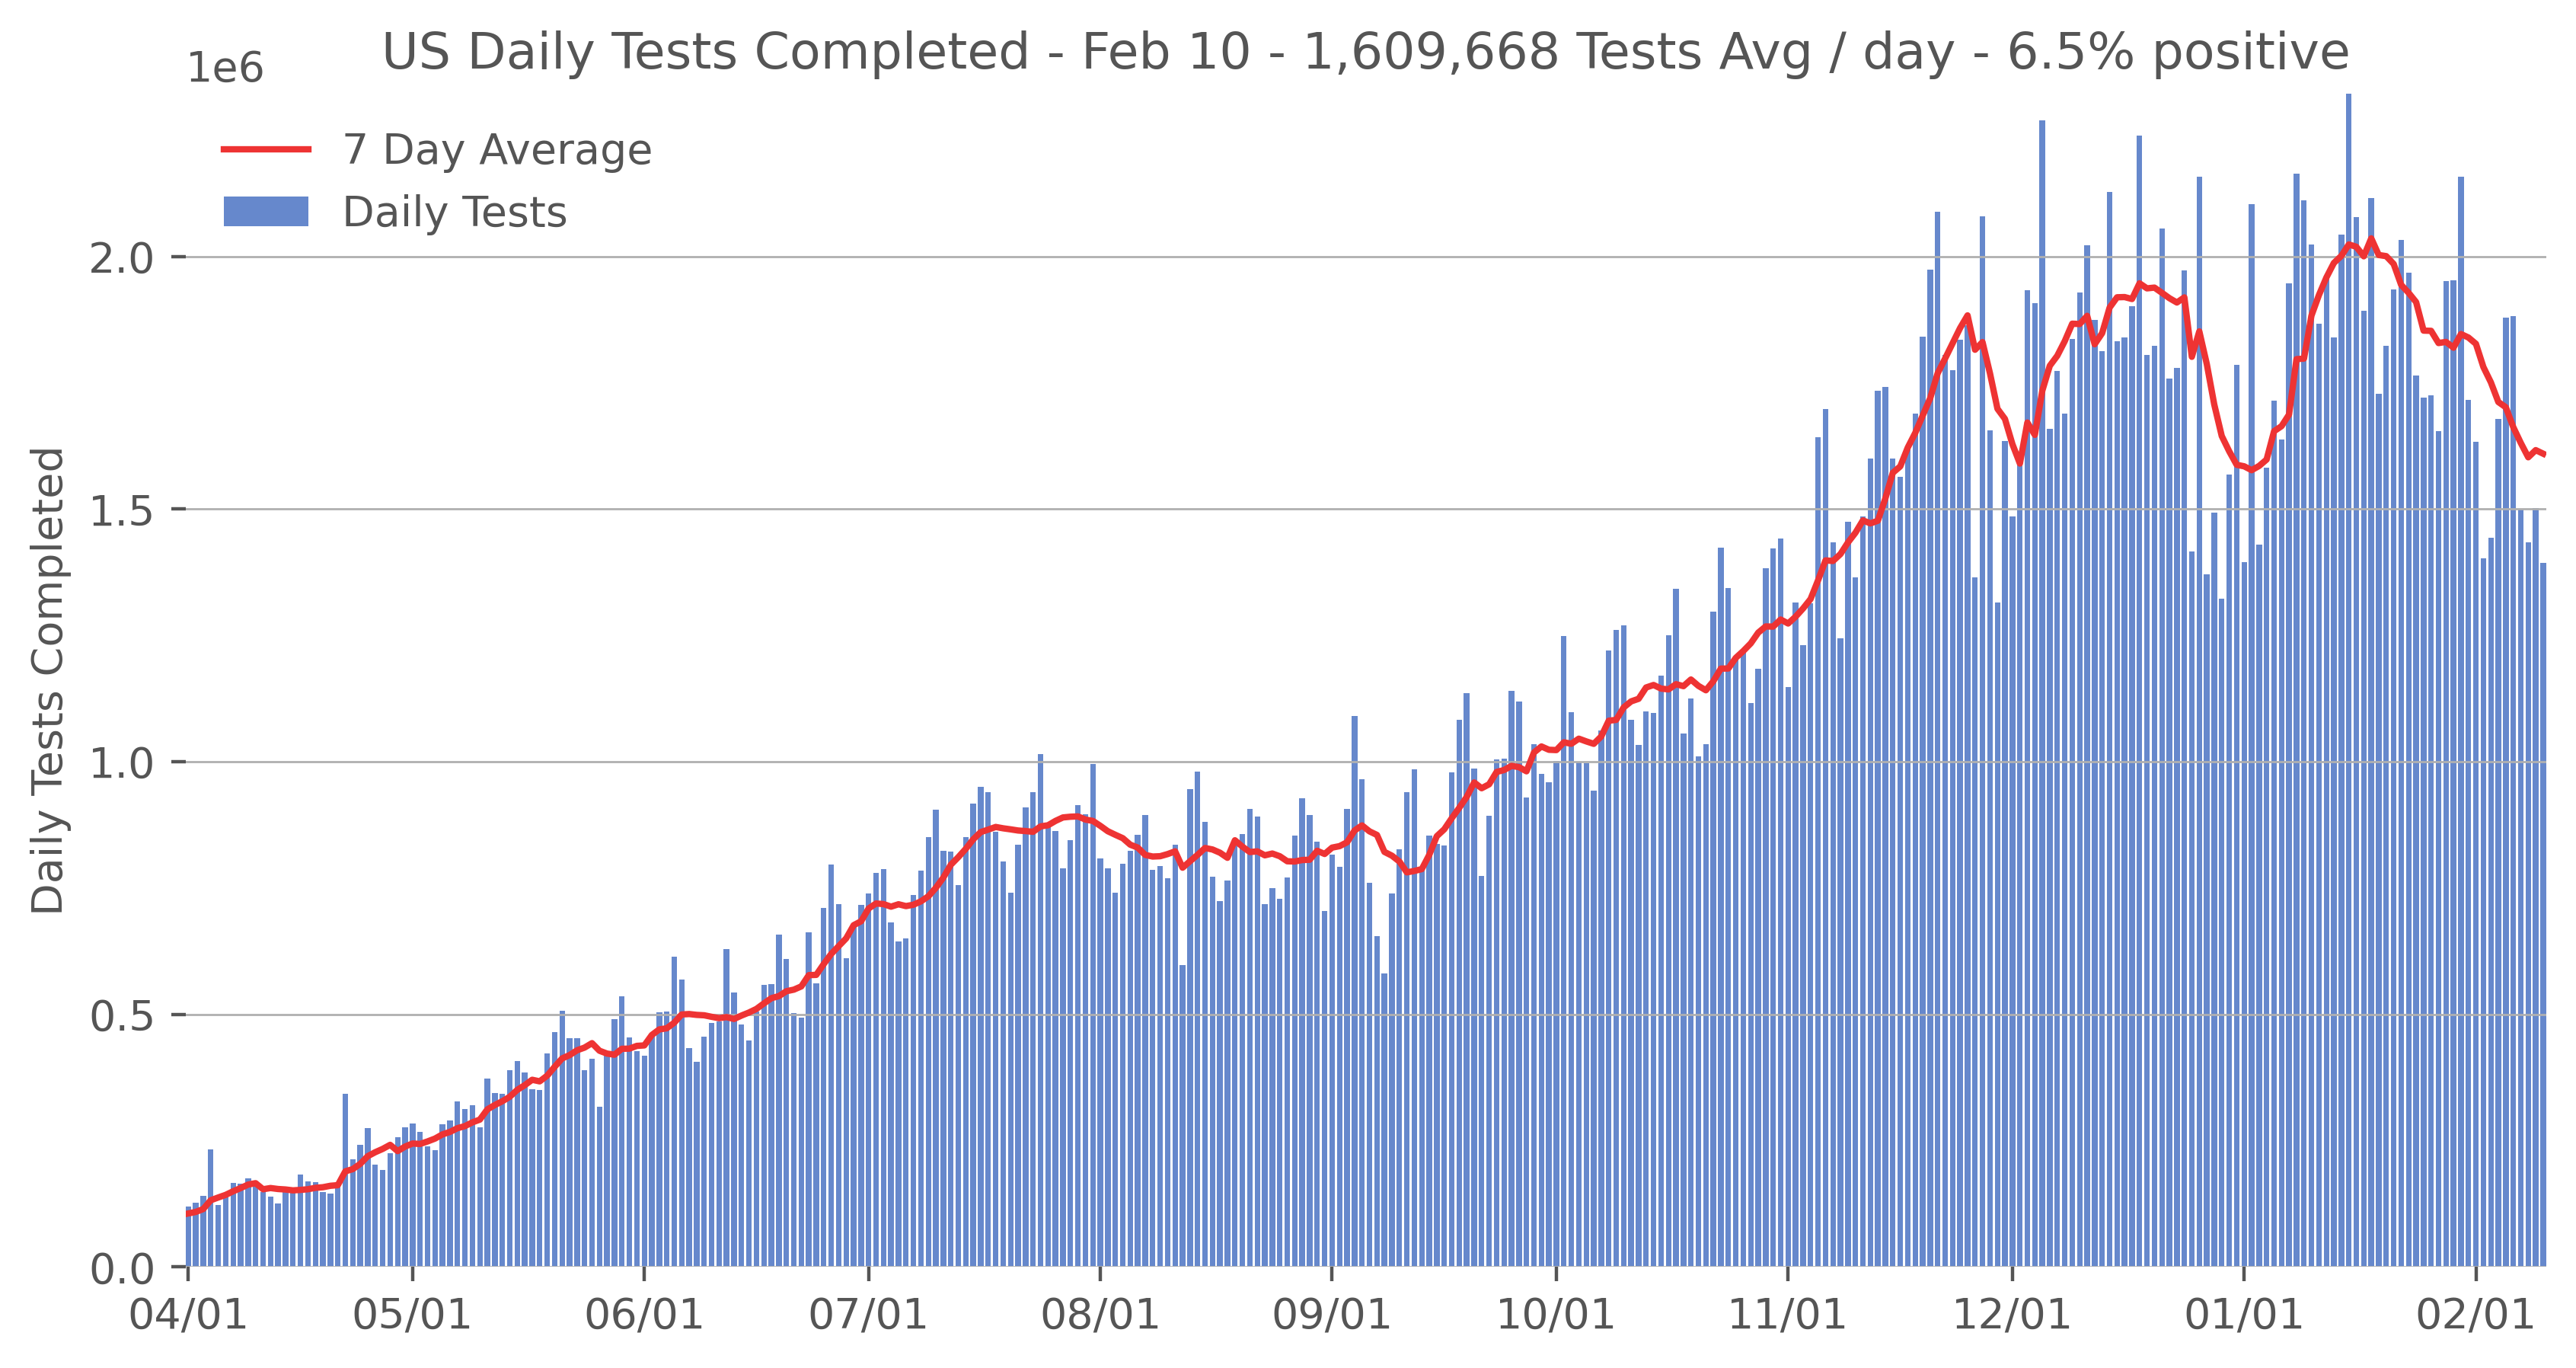 US Daily Tests Completed - Feb 10 - 1,609,668 Tests Avg / day - 6.5% positive
1e6
7 Day Average
Daily Tests
Daily Tests Completed
2.0
1.5
1.0
0.5
0.0
04/01 05/01 06/01 07/01 08/01 09/01 10/01 11/01 12/01 01/01 02/01